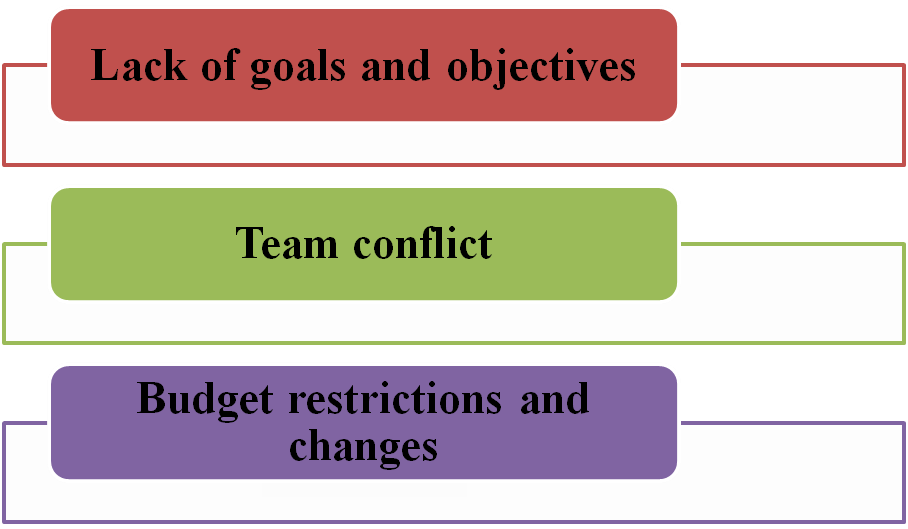 Lack of goals and objectives
Team conflict
Budget restrictions and
changes